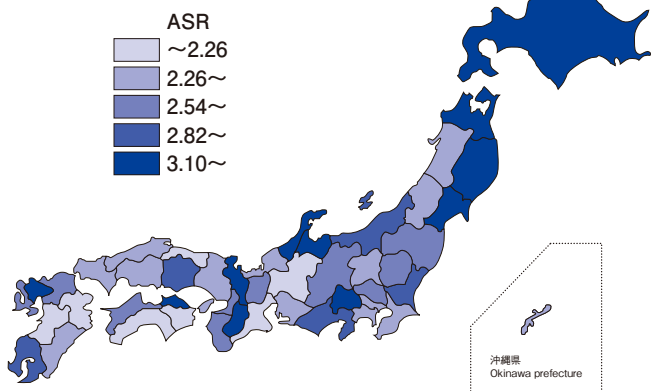 ASR
～2.26
2.26～
2.54～
2.82～
3.10～
沖縄県
Okinawa prefecture